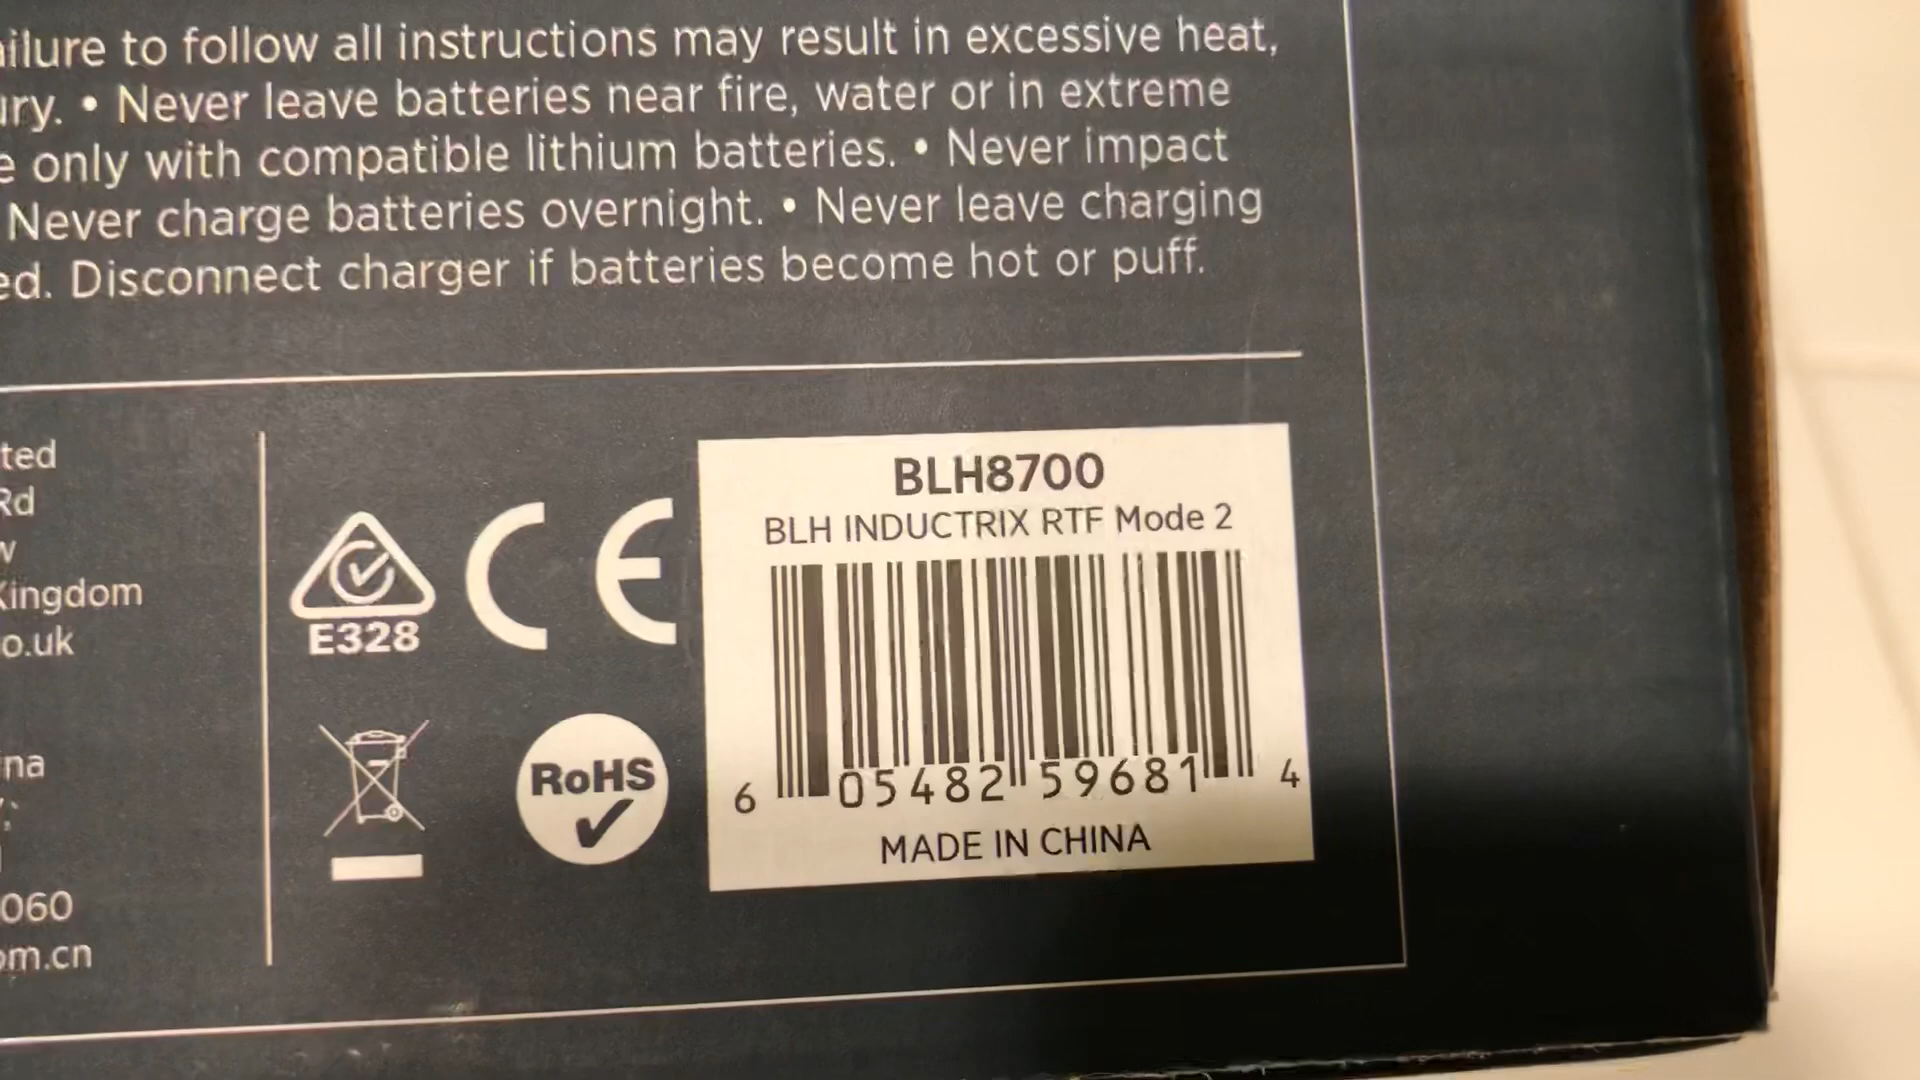 failure to follow all instructions may result in excessive heat,
ury. • Never leave batteries near fire, water or in extreme
e only with compatible lithium batteries. • Never impact
Never charge batteries overnight. • Never leave charging
ed. Disconnect charger if batteries become hot or puff.
ted
Rd
Kingdom
o.uk
na
060
om.cn
E328
CE
RoHS
BLH8700
BLH INDUCTRIX RTF Mode 2
6 05482 59681 4
MADE IN CHINA